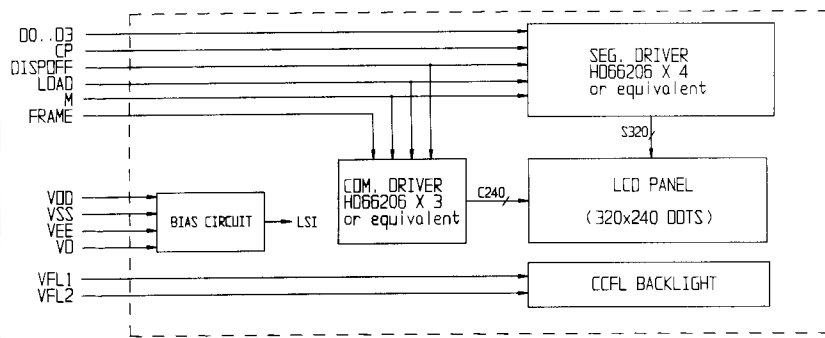 D0..D3
CP
DISPOFF
LOAD
M
FRAME
SEG. DRIVER
HD66206 X 4
or equivalent
S320
COM. DRIVER
HD66206 X 3
or equivalent
C240
LCD PANEL
(320x240 DOTS)
VDD
VSS
VEE
VO
BIAS CIRCUIT
LSI
VFL1
VFL2
CCFL BACKLIGHT